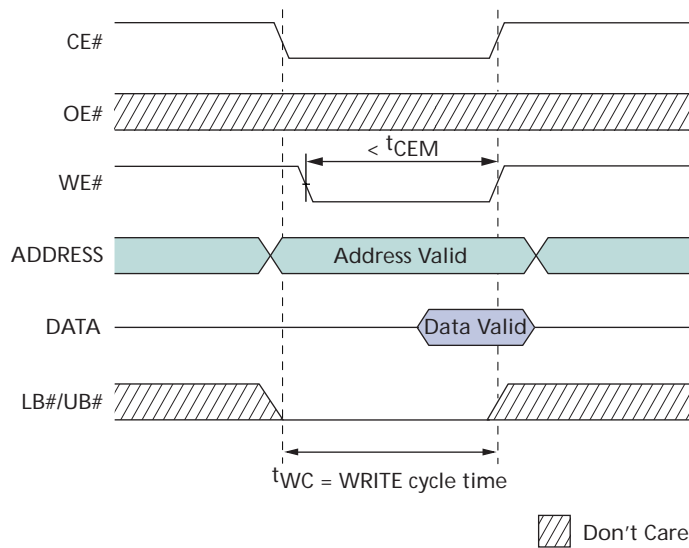 CE#
OE#
< tCEM
WE#
ADDRESS
Address Valid
DATA
Data Valid
LB#/UB#
tWC = WRITE cycle time
Don't Care